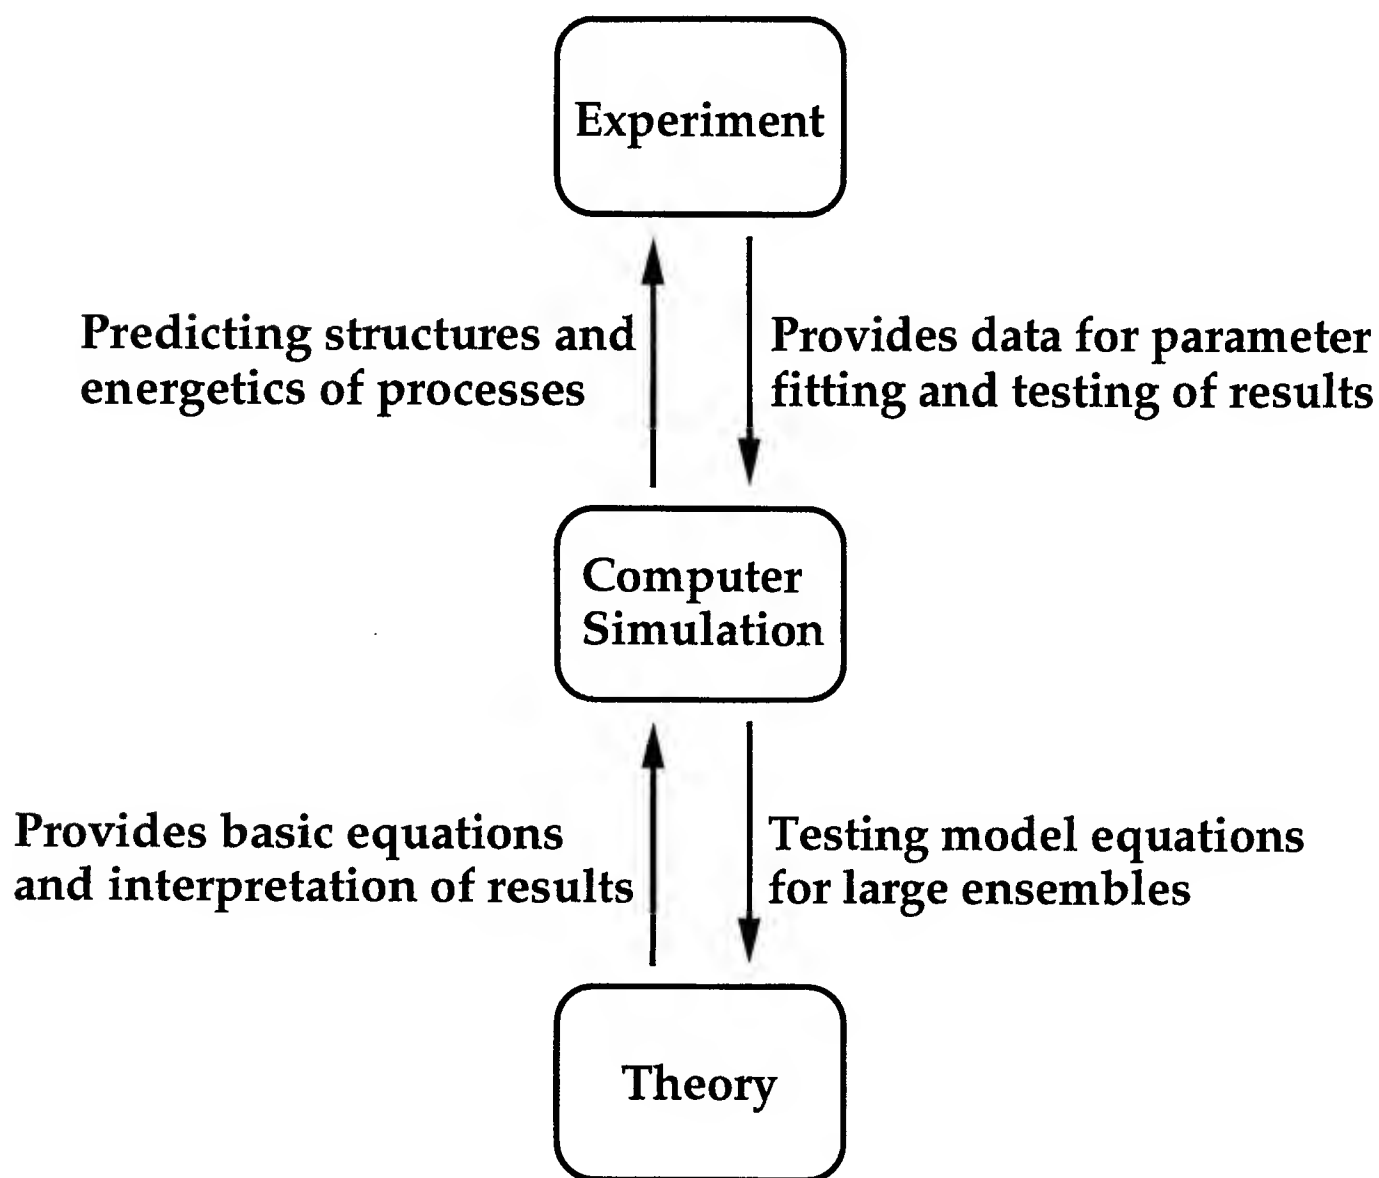 Experiment
Predicting structures and
energetics of processes
Provides data for parameter
fitting and testing of results
Computer
Simulation
Provides basic equations
and interpretation of results
Testing model equations
for large ensembles
Theory